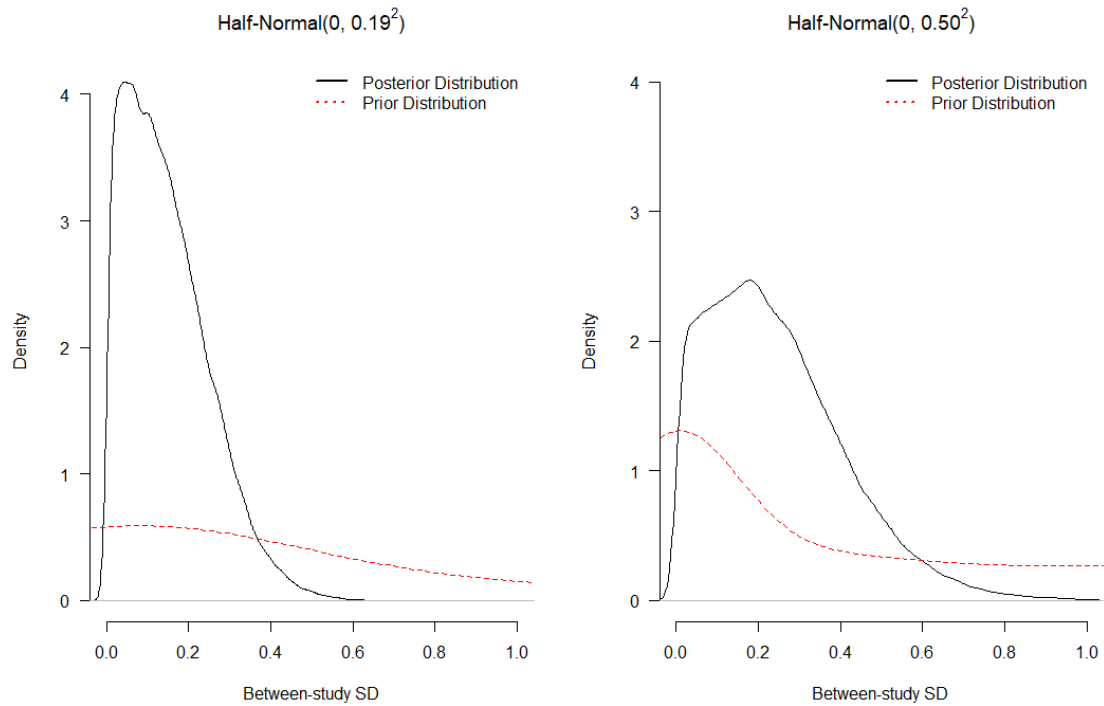 Half-Normal(0, 0.19²)
Posterior Distribution
Prior Distribution
4
3
2
1
0
Density
0.0 0.2 0.4 0.6 0.8 1.0
Between-study SD
Half-Normal(0, 0.50²)
Posterior Distribution
Prior Distribution
4
3
2
1
0
Density
0.0 0.2 0.4 0.6 0.8 1.0
Between-study SD